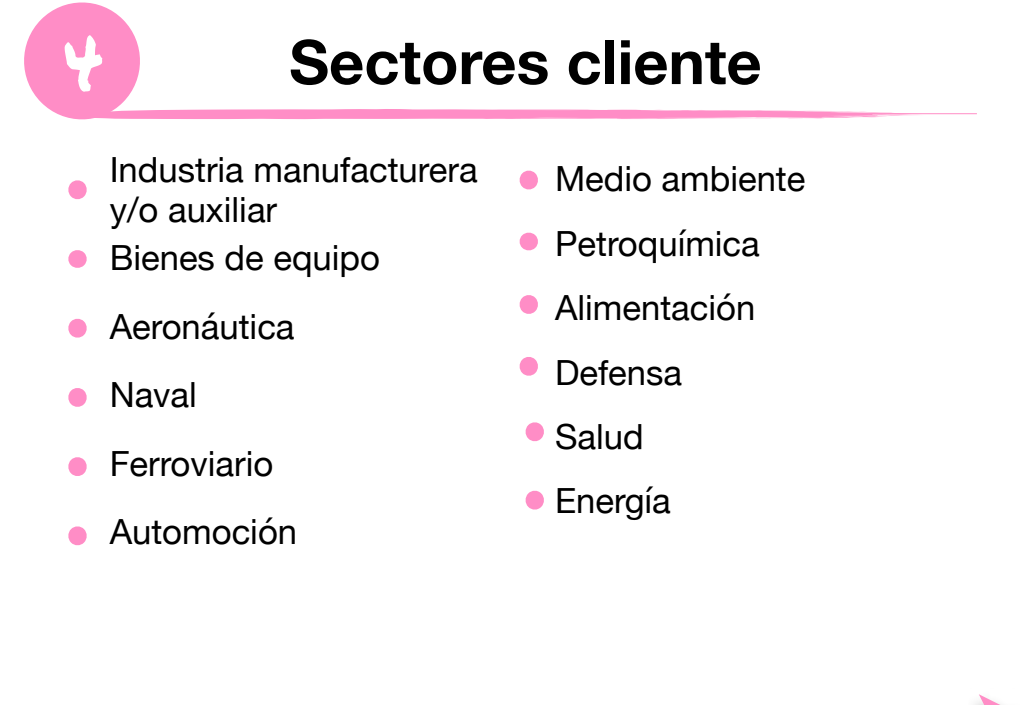 4
Sectores cliente
Industria manufacturera
y/o auxiliar
Bienes de equipo
Aeronáutica
Naval
Ferroviario
Automoción
Medio ambiente
Petroquímica
Alimentación
Defensa
Salud
Energía